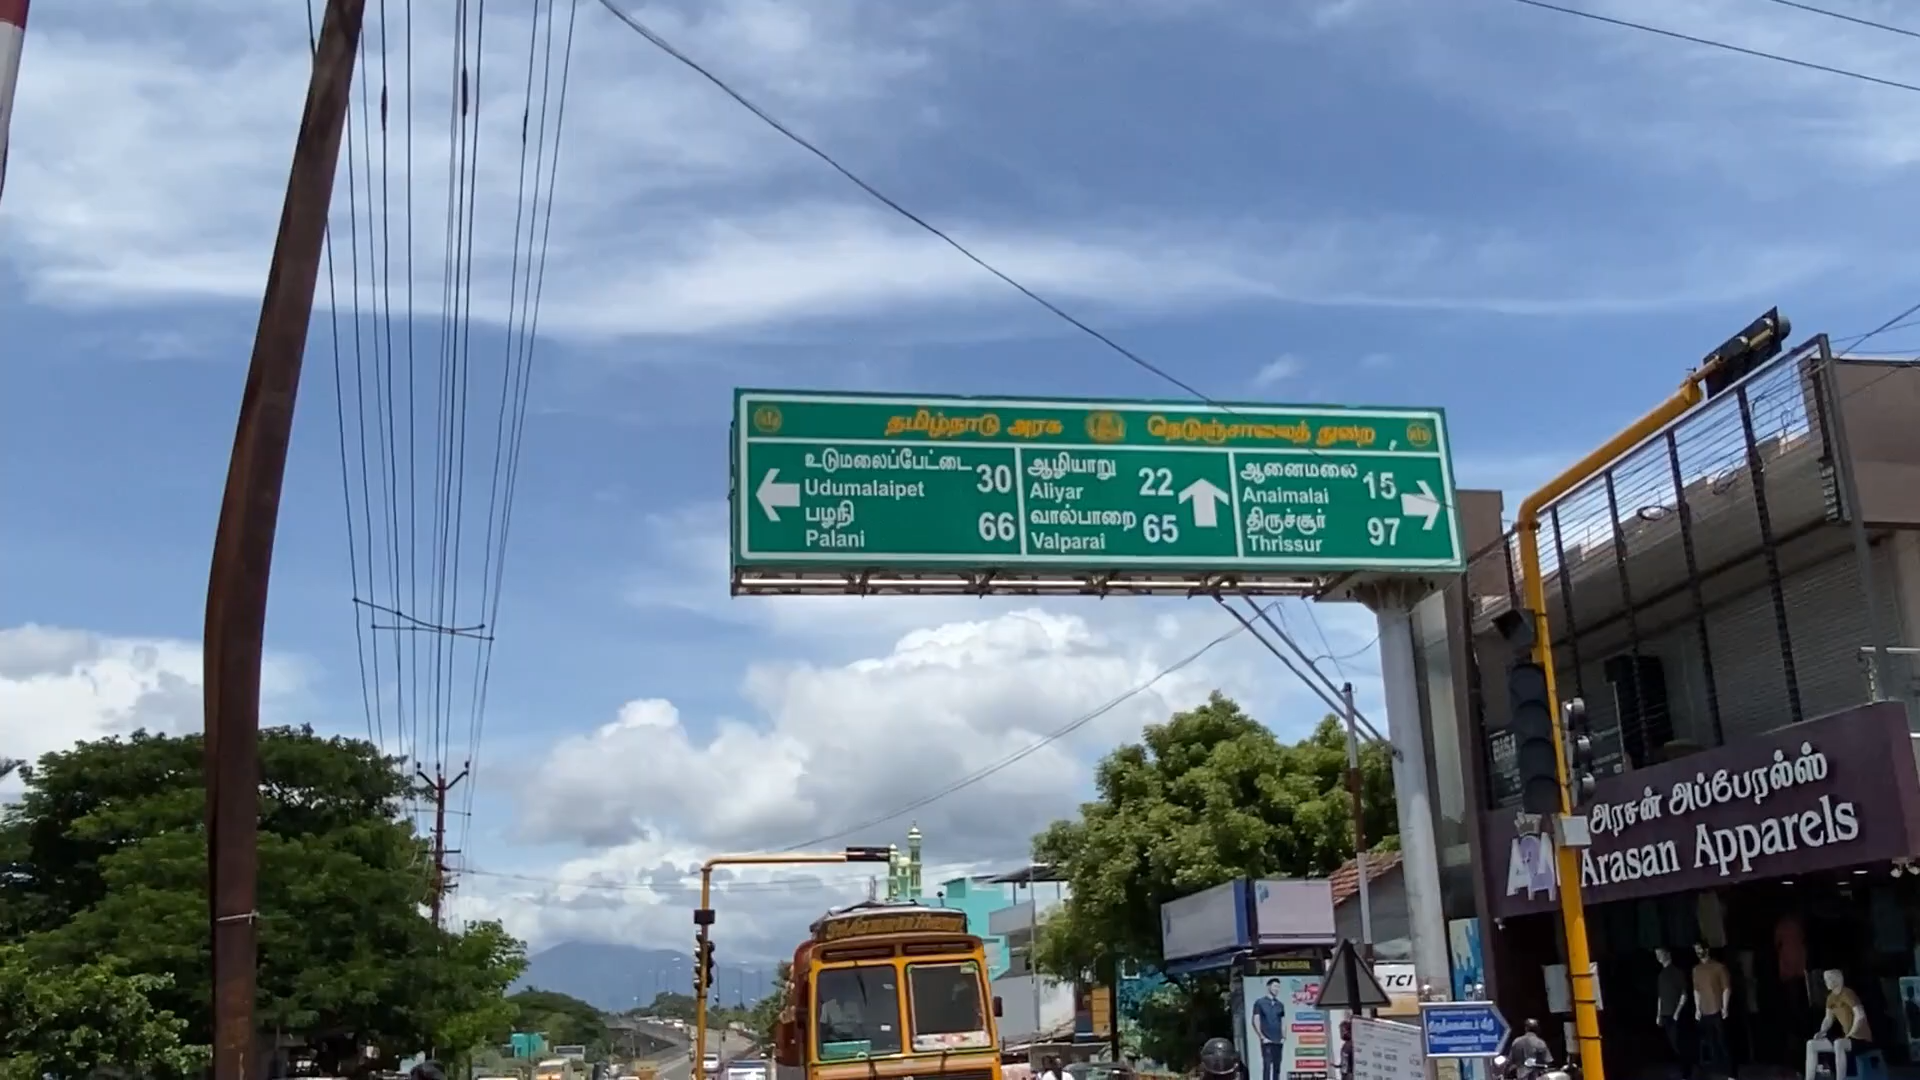 தமிழ்நாடு அரசு நெடுஞ்சாலைத் துறை
உடுமலைப்பேட்டை 30
Udumalaipet
பழநி 66
Palani
ஆழியாறு 22
Aliyar
வால்பாறை 65
Valparai
ஆனைமலை 15
Anaimalai
திருச்சூர் 97
Thrissur
அரசன் அப்பேரல்ஸ்
Arasan Apparels
FASHION
TCI